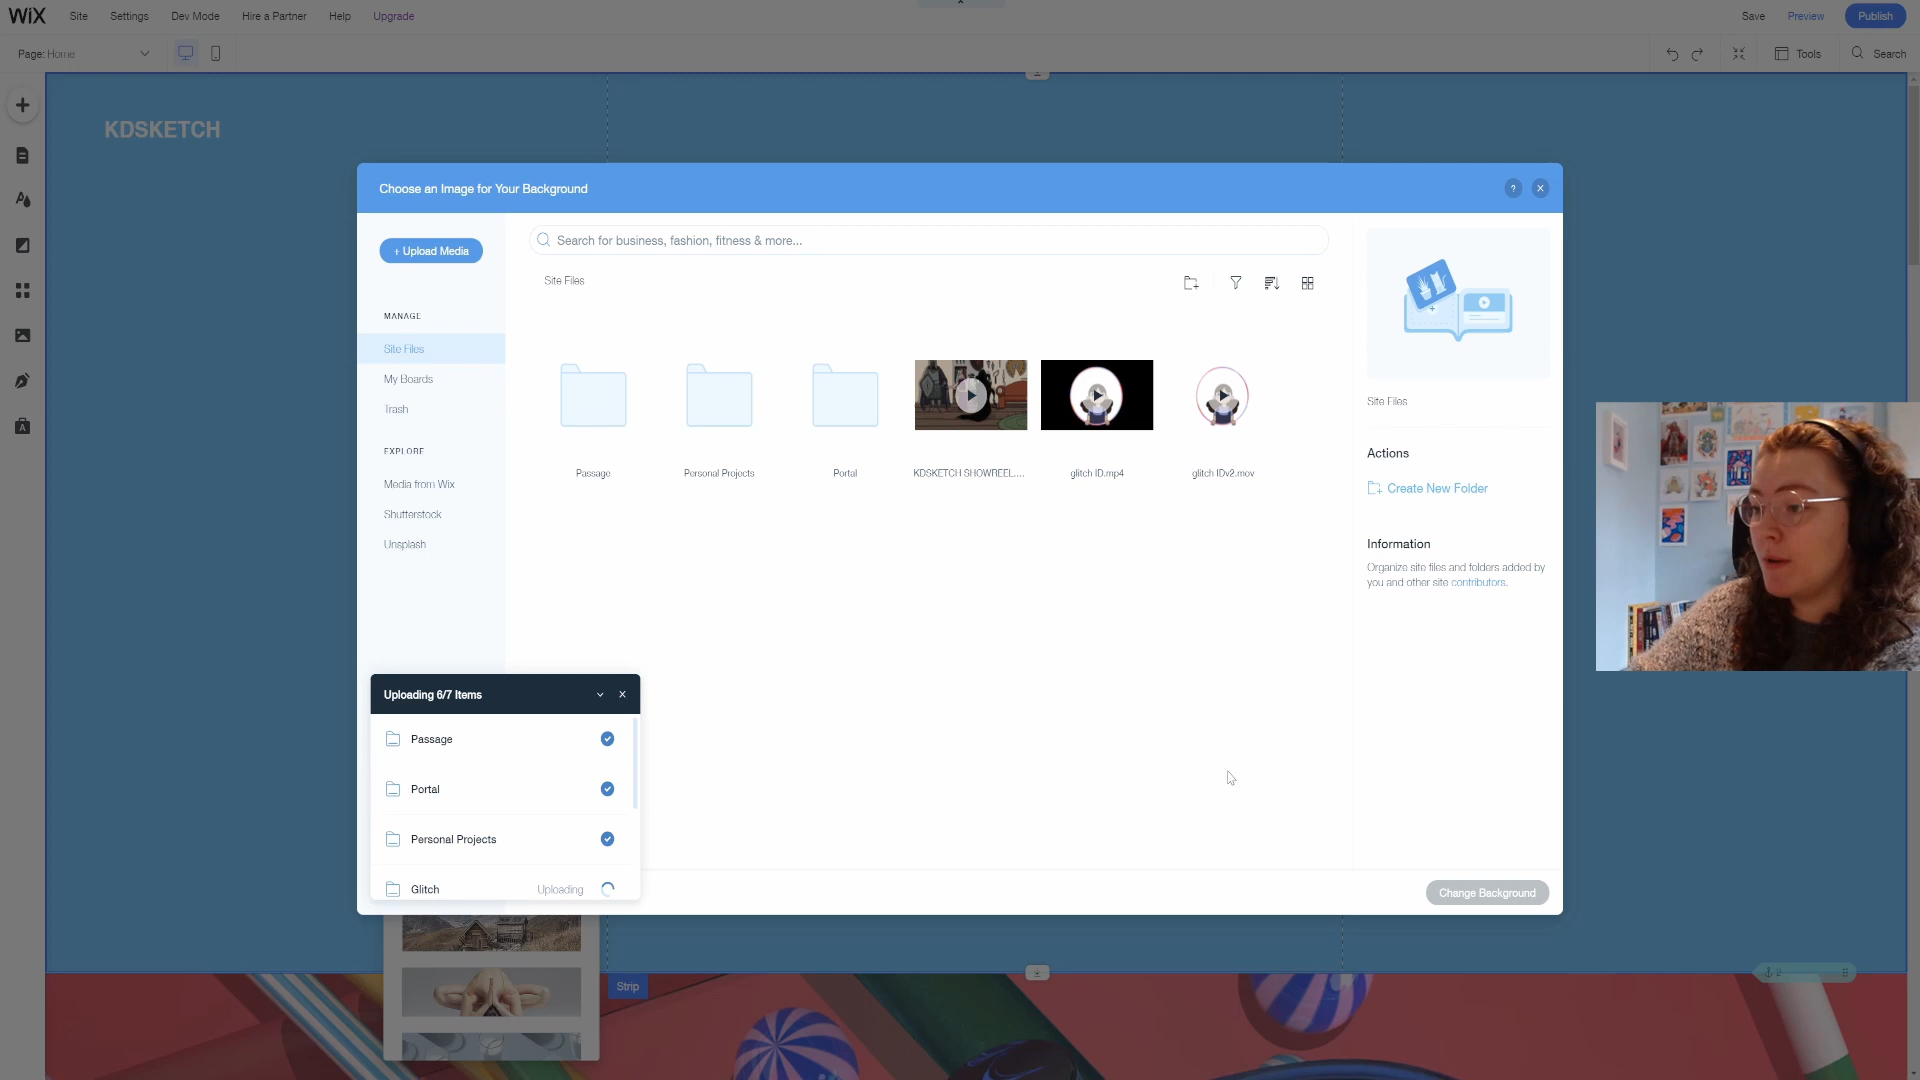 WiX Site Settings Dev Mode Hire a Partner Help Upgrade Save Preview Publish
Page: Home Tools Search
KDSKETCH
Choose an Image for Your Background ?
+ Upload Media
Search for business, fashion, fitness & more...
Site Files
MANAGE
Site Files
My Boards
Trash
EXPLORE
Media from Wix
Shutterstock
Unsplash
Passage Personal Projects Portal KDSKETCH SHOWREEL.... glitch ID.mp4 glitch IDv2.mov
Site Files
Actions
Create New Folder
Information
Organize site files and folders added by
you and other site contributors.
Uploading 6/7 Items
Passage
Portal
Personal Projects
Glitch Uploading
Change Background
Strip
2